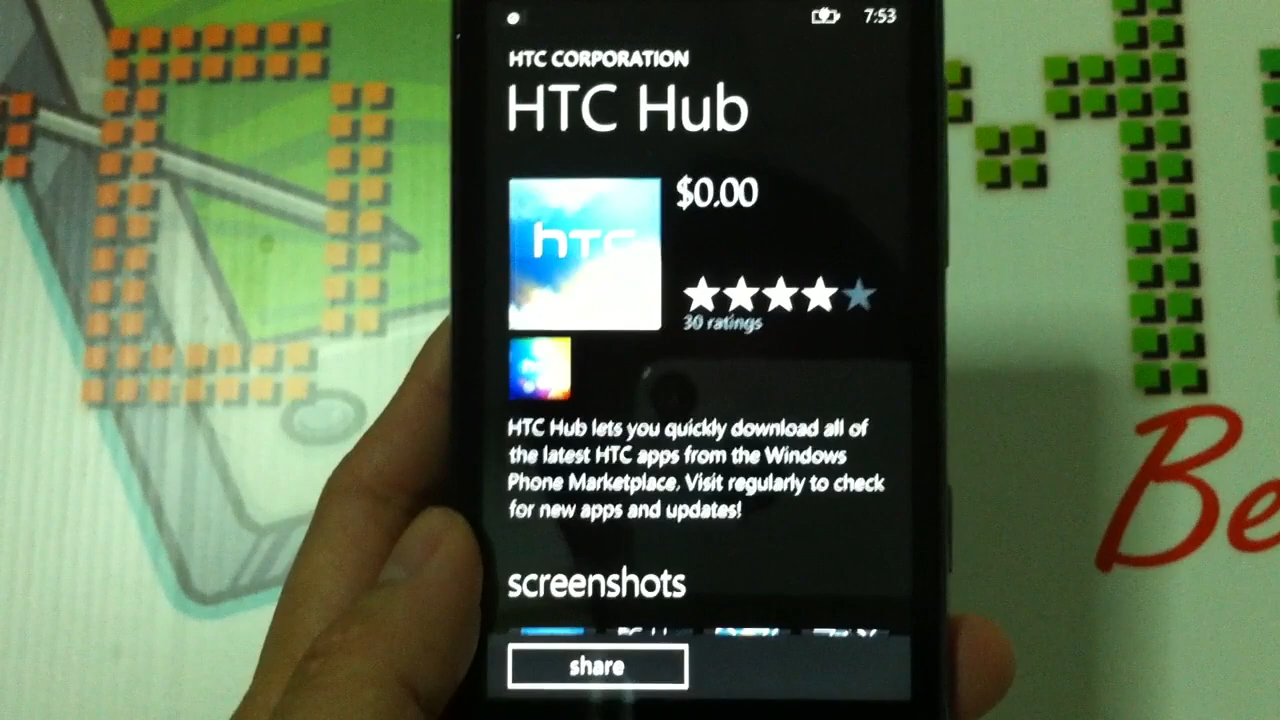 7:53
HTC CORPORATION
HTC Hub
hTC
$0.00
30 ratings
HTC Hub lets you quickly download all of
the latest HTC apps from the Windows
Phone Marketplace. Visit regularly to check
for new apps and updates!
screenshots
share
Be